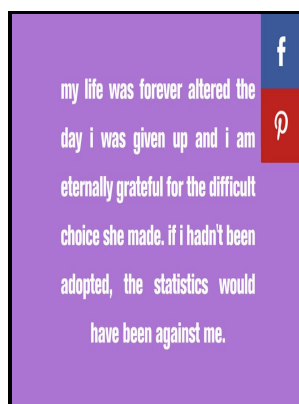 my life was forever altered the
day i was given up and i am
eternally grateful for the difficult
choice she made. if i hadn't been
adopted, the statistics would
have been against me.